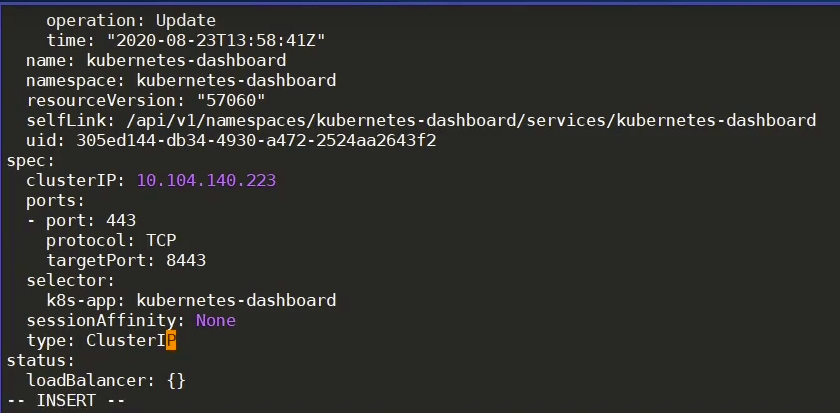 operation: Update
    time: "2020-08-23T13:58:41Z"
  name: kubernetes-dashboard
  namespace: kubernetes-dashboard
  resourceVersion: "57060"
  selfLink: /api/v1/namespaces/kubernetes-dashboard/services/kubernetes-dashboard
  uid: 305ed144-db34-4930-a472-2524aa2643f2
spec:
  clusterIP: 10.104.140.223
  ports:
  - port: 443
    protocol: TCP
    targetPort: 8443
  selector:
    k8s-app: kubernetes-dashboard
  sessionAffinity: None
  type: ClusterIP
status:
  loadBalancer: {}
-- INSERT --